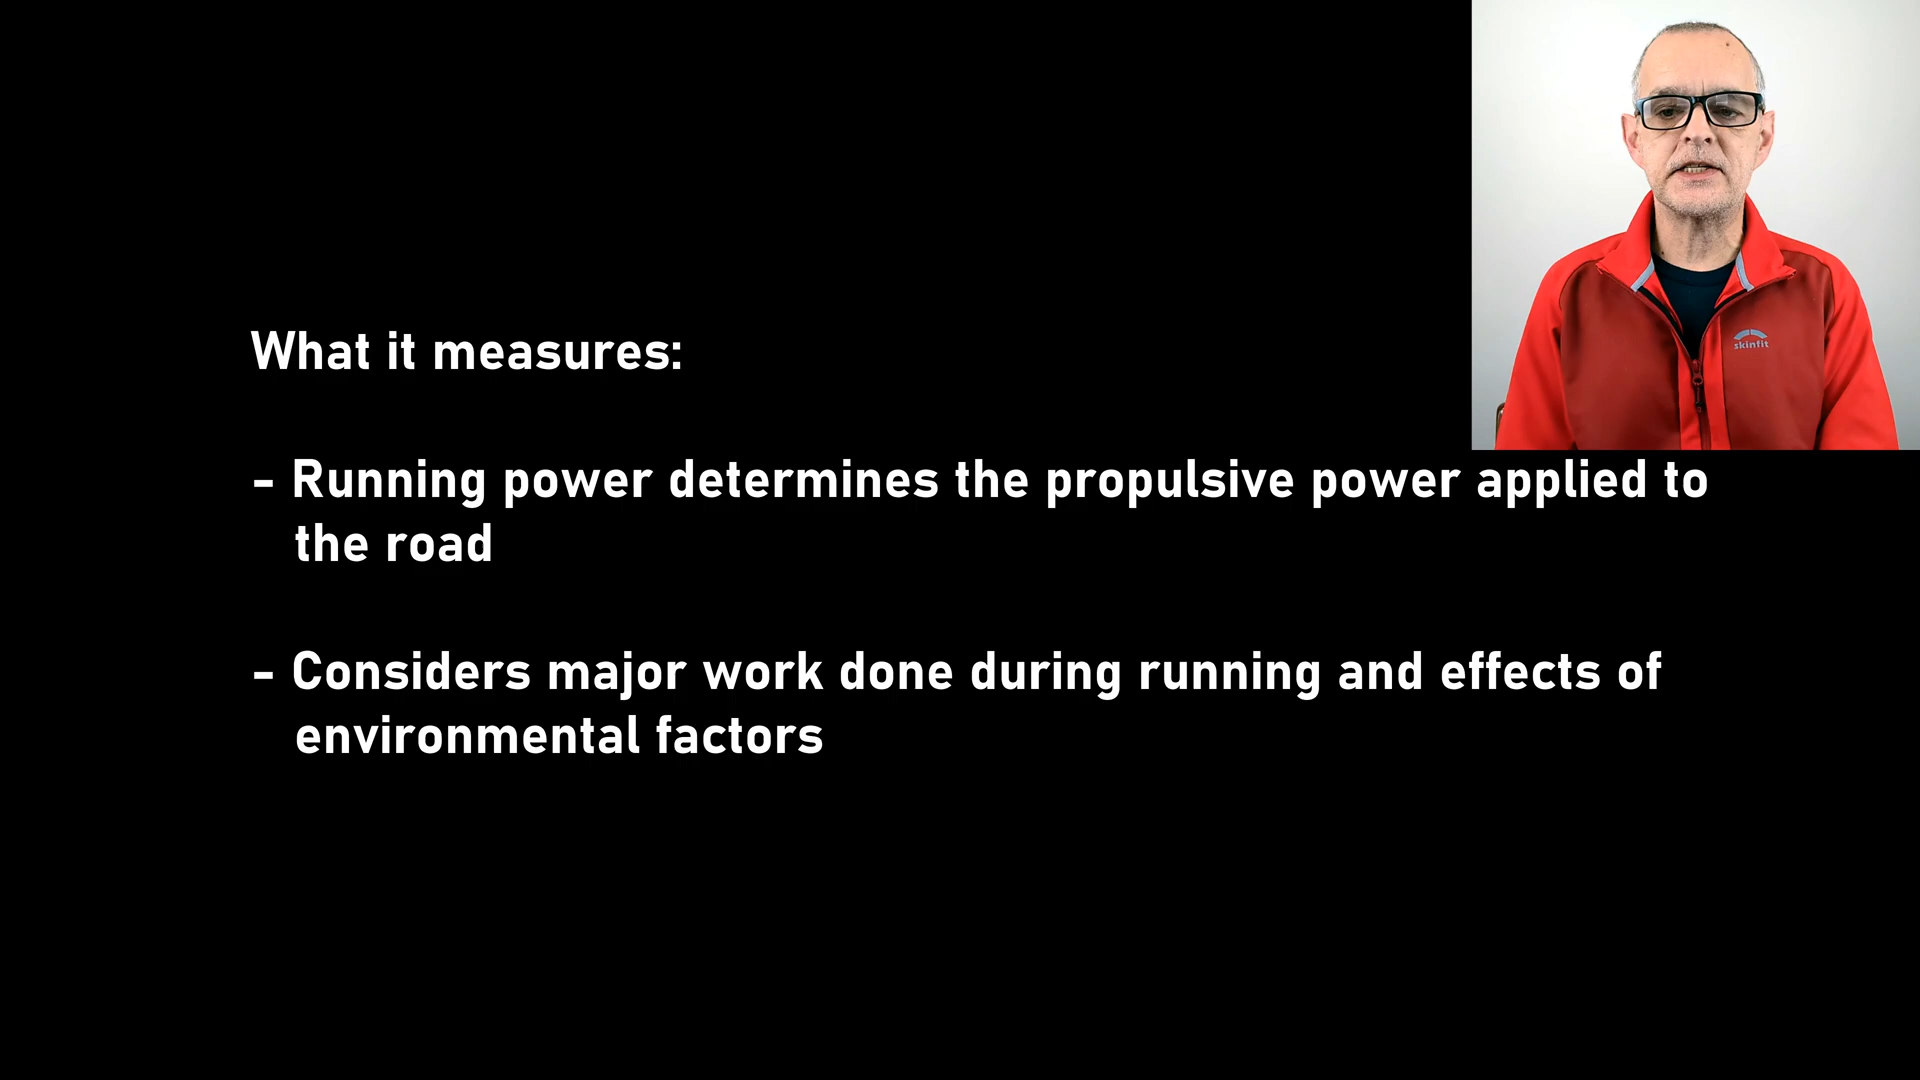 What it measures:
- Running power determines the propulsive power applied to
the road
- Considers major work done during running and effects of
environmental factors
skinfit